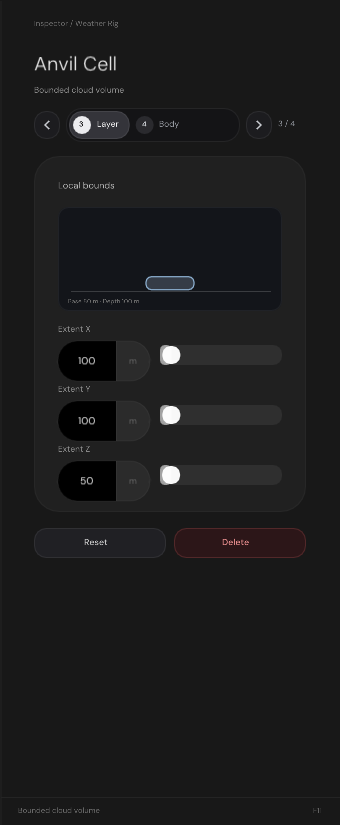 Inspector / Weather Rig
Anvil Cell
Bounded cloud volume
3 Layer 4 Body 3 / 4
Local bounds
Base 50 m · Depth 100 m
Extent X
100 m
Extent Y
100 m
Extent Z
50 m
Reset Delete
Bounded cloud volume